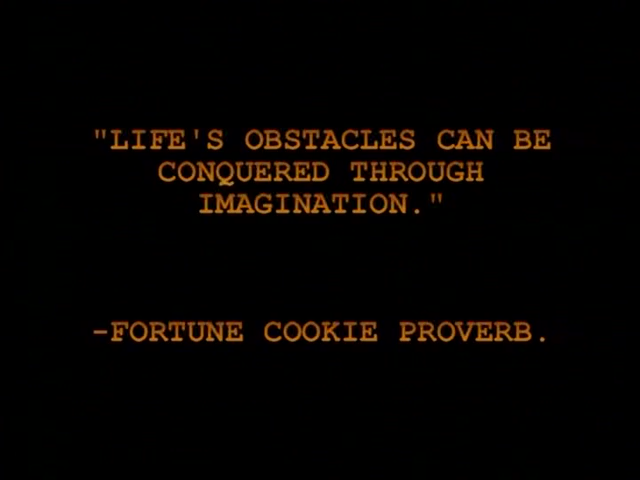 "LIFE'S OBSTACLES CAN BE
CONQUERED THROUGH
IMAGINATION."
-FORTUNE COOKIE PROVERB.